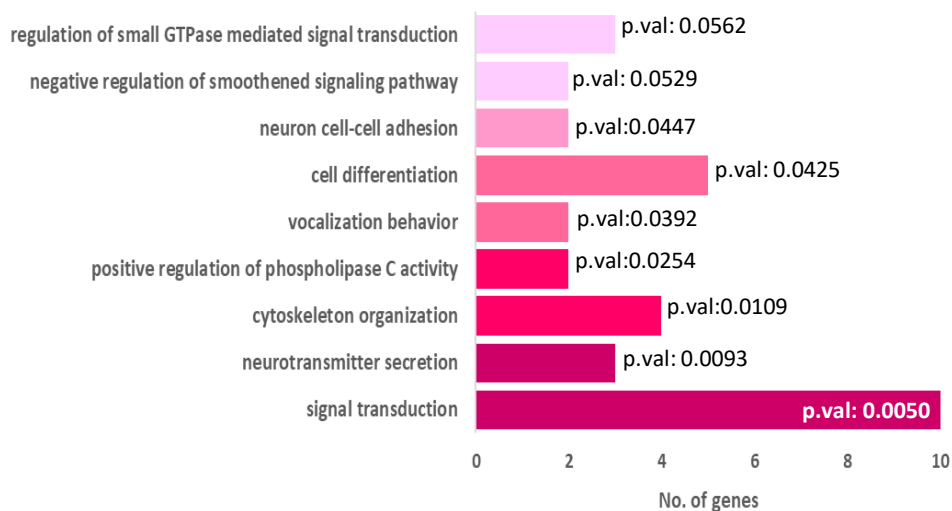 regulation of small GTPase mediated signal transduction p.val: 0.0562
negative regulation of smoothened signaling pathway p.val: 0.0529
neuron cell-cell adhesion p.val:0.0447
cell differentiation p.val: 0.0425
vocalization behavior p.val:0.0392
positive regulation of phospholipase C activity p.val:0.0254
cytoskeleton organization p.val:0.0109
neurotransmitter secretion p.val: 0.0093
signal transduction p.val: 0.0050
0 2 4 6 8 10
No. of genes